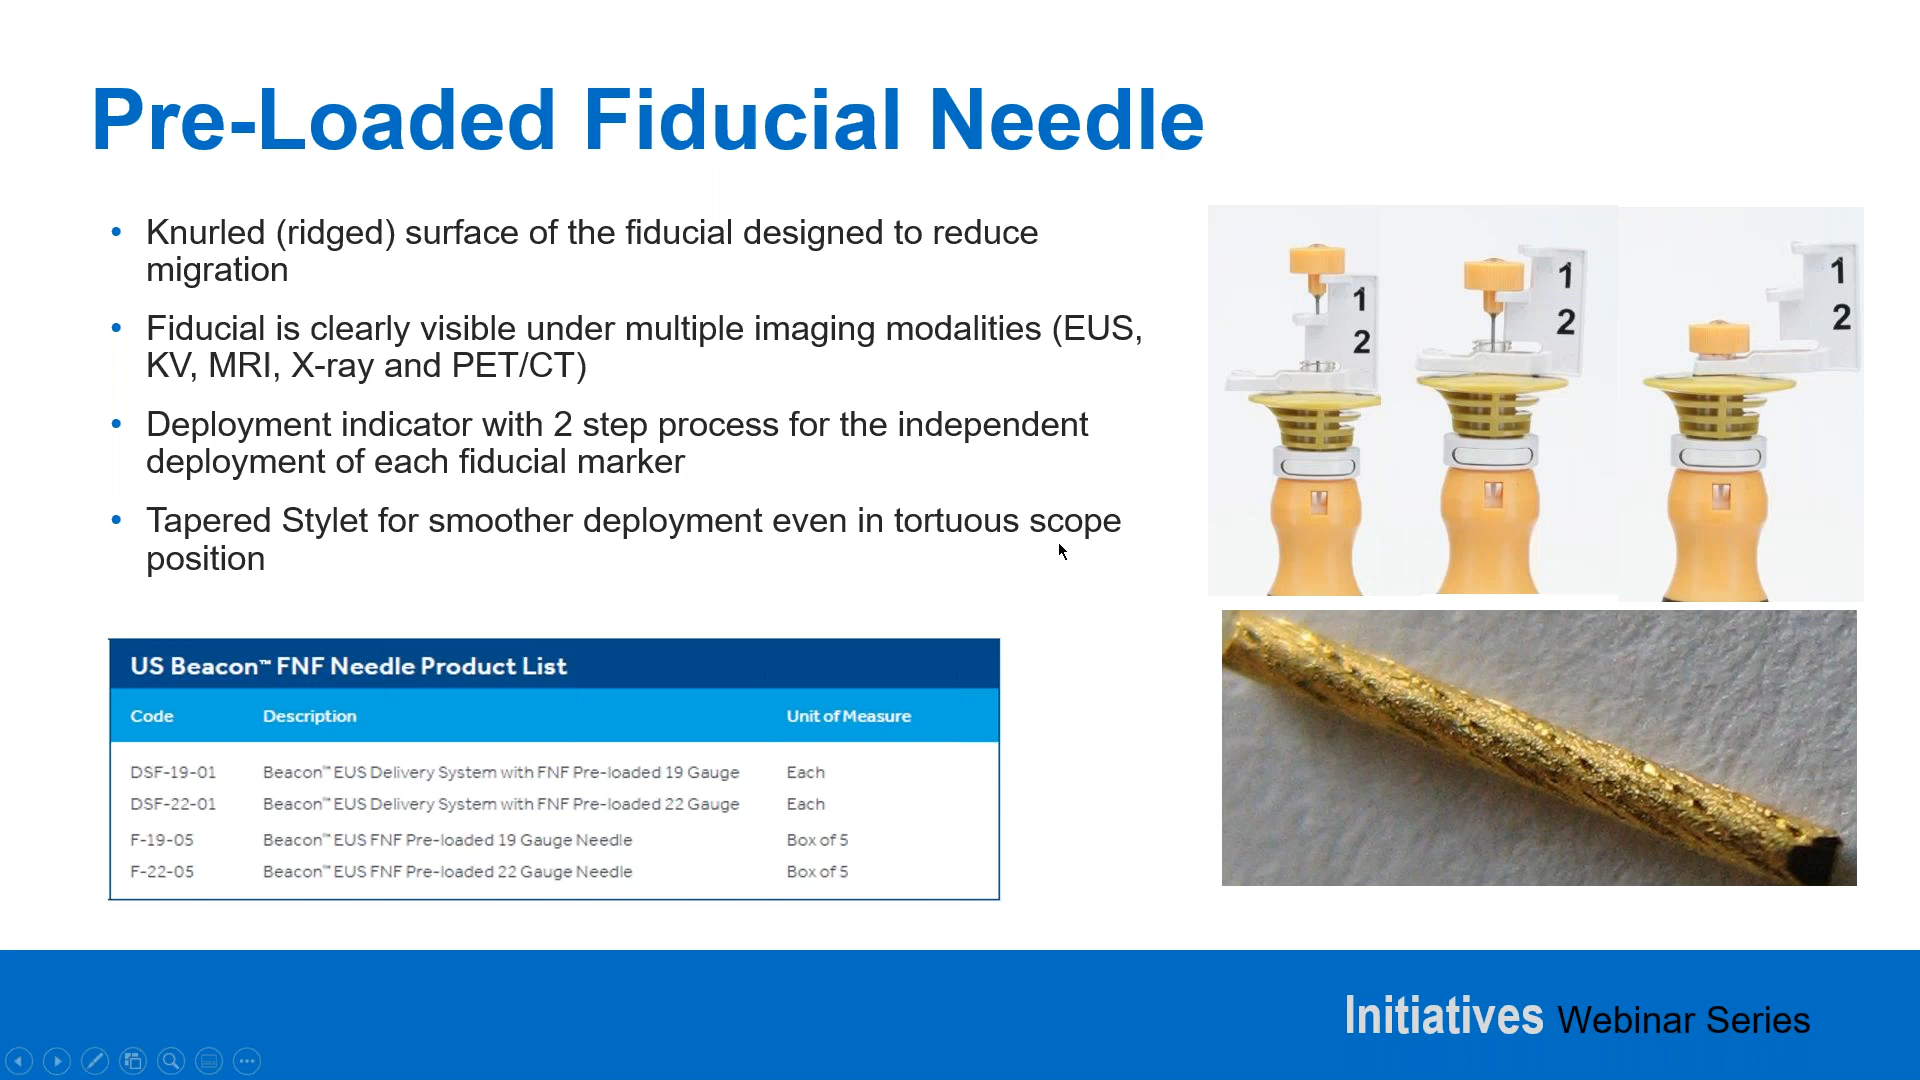 Pre-Loaded Fiducial Needle
• Knurled (ridged) surface of the fiducial designed to reduce
migration
• Fiducial is clearly visible under multiple imaging modalities (EUS,
KV, MRI, X-ray and PET/CT)
• Deployment indicator with 2 step process for the independent
deployment of each fiducial marker
• Tapered Stylet for smoother deployment even in tortuous scope
position
1
2
1
2
1
2
US Beacon™ FNF Needle Product List
Code Description Unit of Measure
DSF-19-01 Beacon™ EUS Delivery System with FNF Pre-loaded 19 Gauge Each
DSF-22-01 Beacon™ EUS Delivery System with FNF Pre-loaded 22 Gauge Each
F-19-05 Beacon™ EUS FNF Pre-loaded 19 Gauge Needle Box of 5
F-22-05 Beacon™ EUS FNF Pre-loaded 22 Gauge Needle Box of 5
Initiatives Webinar Series